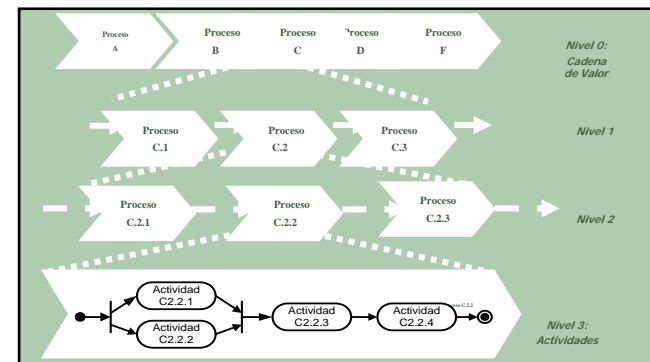 Proceso Proceso Proceso Proceso Proceso
A B C D F
Nivel 0:
Cadena
de Valor
Proceso Proceso Proceso
C.1 C.2 C.3
Nivel 1
Proceso Proceso Proceso
C.2.1 C.2.2 C.2.3
Nivel 2
Actividad
C2.2.1
Actividad
C2.2.2
Actividad
C2.2.3
Actividad
C2.2.4
C.2.2
Nivel 3:
Actividades